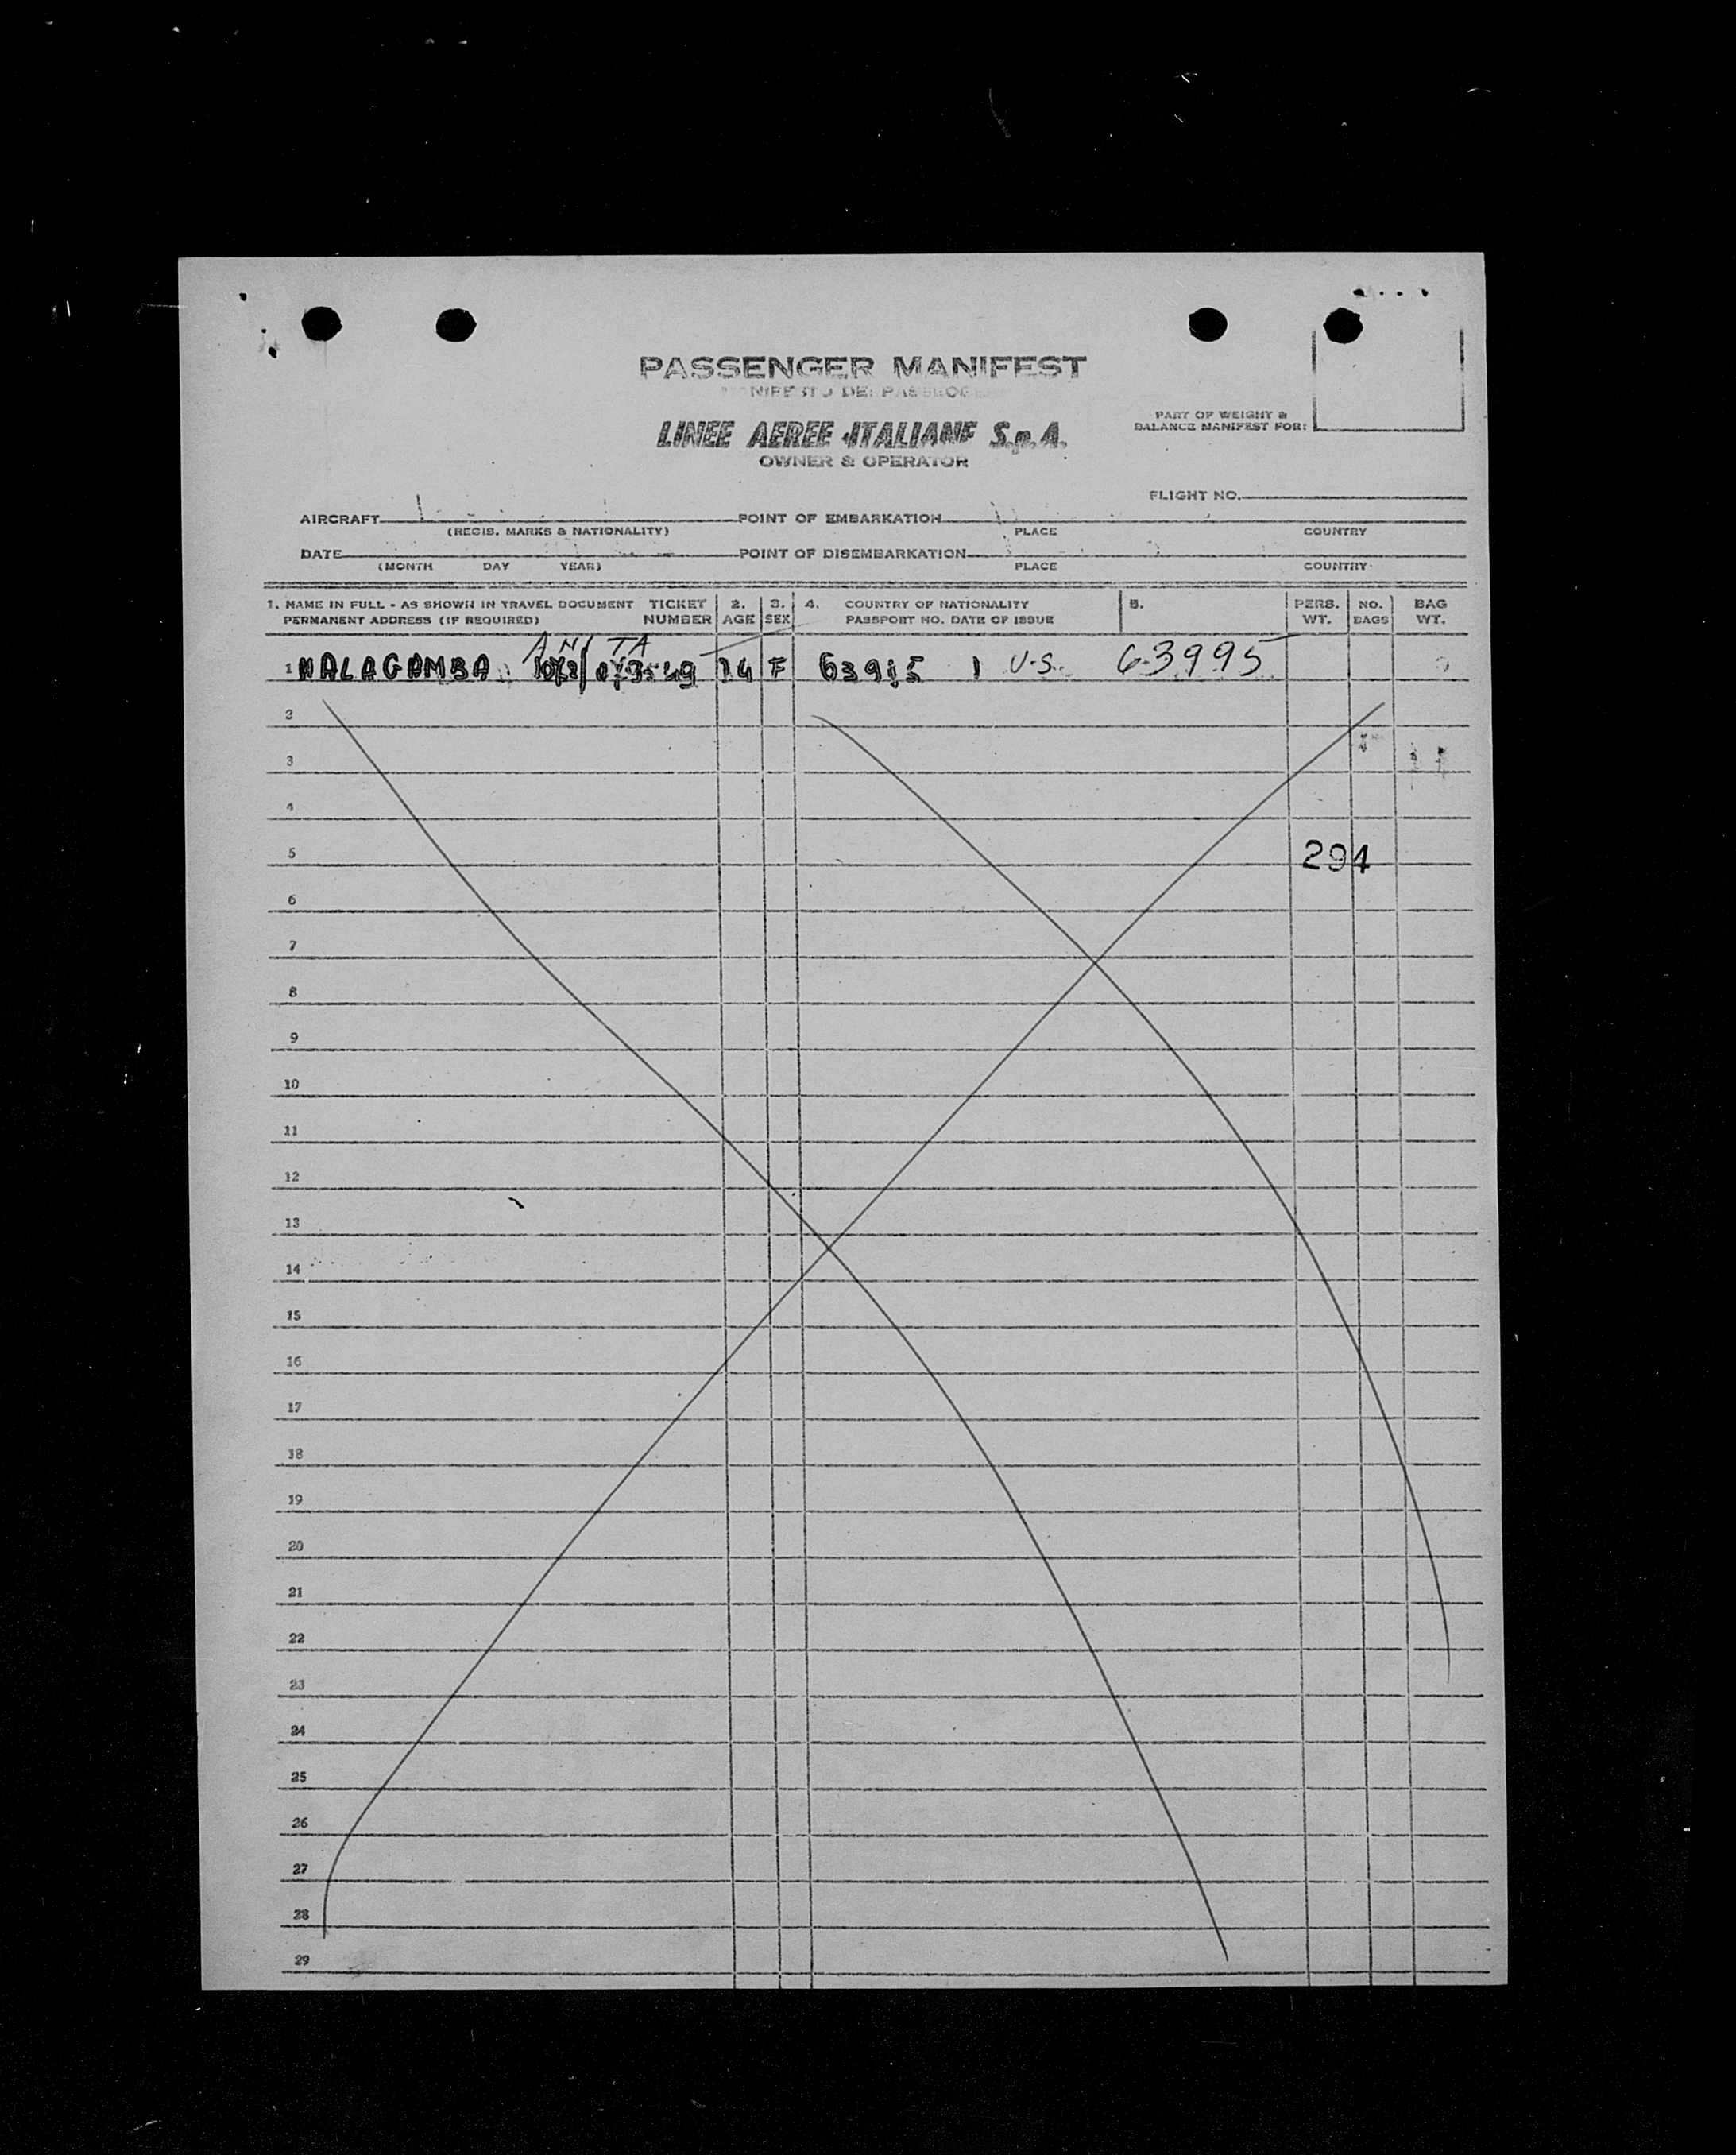 PASSENGER MANIFEST
LINEE AEREE ITALIANE S.p.A.
OWNER & OPERATOR
PART OF WEIGHT &
BALANCE MANIFEST FOR:
FLIGHT NO.
AIRCRAFT POINT OF EMBARKATION
(REGIS. MARKS & NATIONALITY) PLACE COUNTRY
DATE POINT OF DISEMBARKATION
(MONTH DAY YEAR) PLACE COUNTRY
1. NAME IN FULL - AS SHOWN IN TRAVEL DOCUMENT TICKET 2. 3. 4. COUNTRY OF NATIONALITY 5. PERS. NO. BAG
PERMANENT ADDRESS (IF REQUIRED) NUMBER AGE SEX PASSPORT NO. DATE OF ISSUE WT. BAGS WT.
ANITA
1 MALAGAMBA F U.S. 63995
2
3
4
5 294
6
7
8
9
10
11
12
13
14
15
16
17
18
19
20
21
22
23
24
25
26
27
28
29